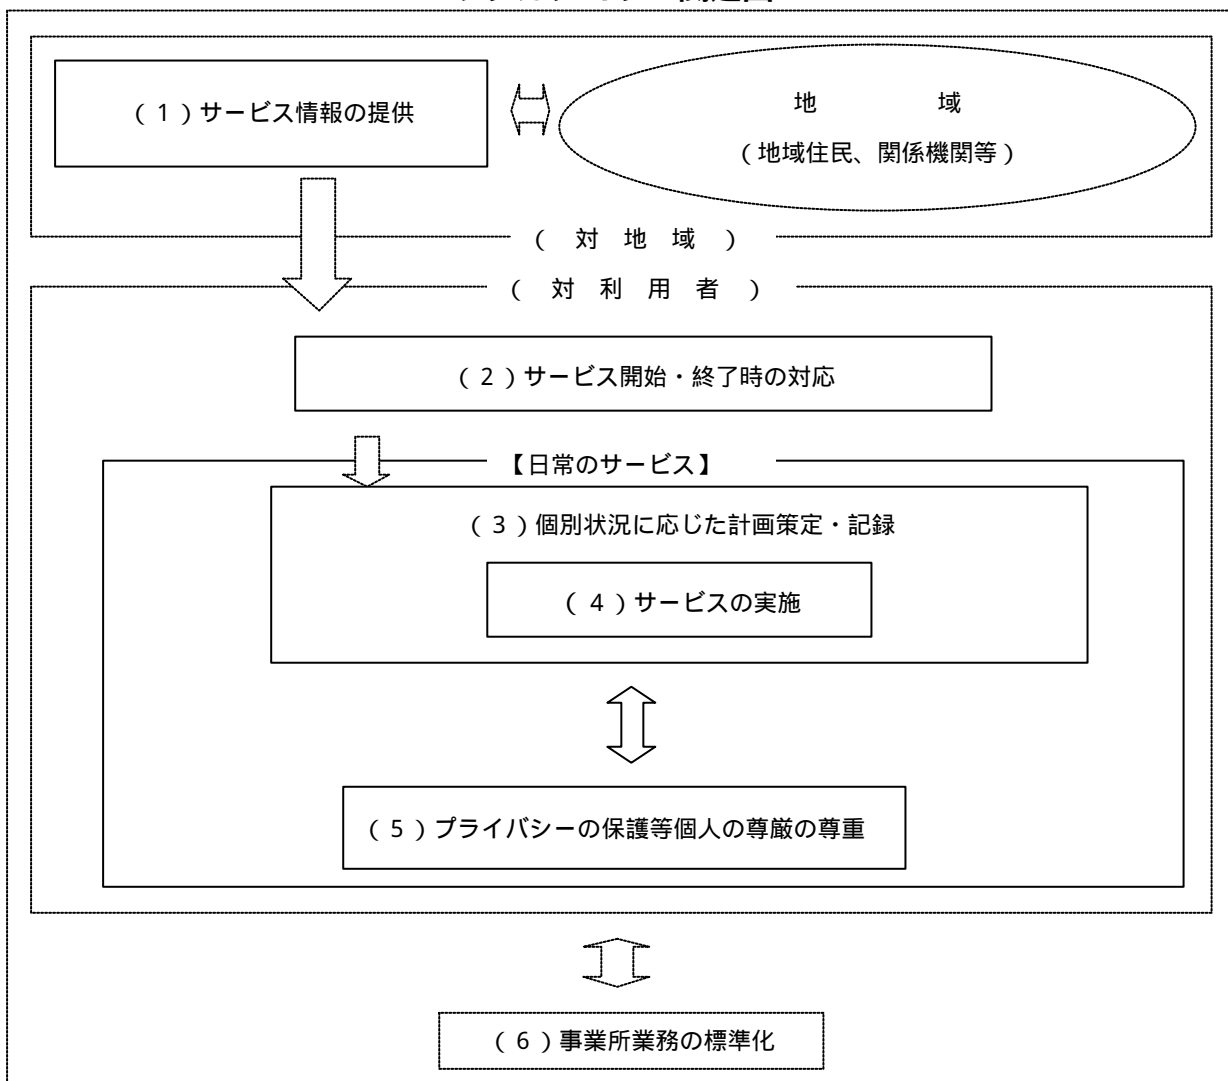 (1)サービス情報の提供
地 域
(地域住民、関係機関等)
( 対 地 域 )
( 対 利 用 者 )
(2)サービス開始・終了時の対応
【日常のサービス】
(3)個別状況に応じた計画策定・記録
(4)サービスの実施
(5)プライバシーの保護等個人の尊厳の尊重
(6)事業所業務の標準化